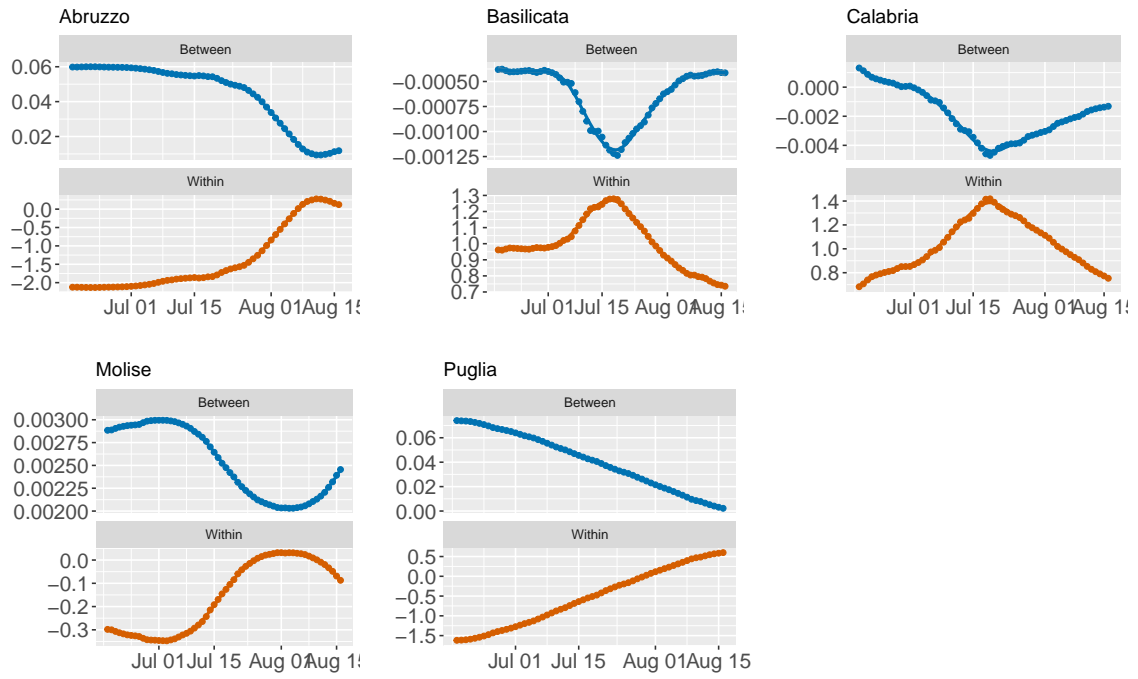 Abruzzo
Between
0.06
0.04
0.02
Within
0.0
−0.5
−1.0
−1.5
−2.0
Jul 01 Jul 15 Aug 01 Aug 15
Basilicata
Between
−0.00050
−0.00075
−0.00100
−0.00125
Within
1.3
1.2
1.1
1.0
0.9
0.8
0.7
Jul 01 Jul 15 Aug 01 Aug 15
Calabria
Between
0.000
−0.002
−0.004
Within
1.4
1.2
1.0
0.8
Jul 01 Jul 15 Aug 01 Aug 15
Molise
Between
0.00300
0.00275
0.00250
0.00225
0.00200
Within
0.0
−0.1
−0.2
−0.3
Jul 01 Jul 15 Aug 01 Aug 15
Puglia
Between
0.06
0.04
0.02
0.00
Within
0.5
0.0
−0.5
−1.0
−1.5
Jul 01 Jul 15 Aug 01 Aug 15